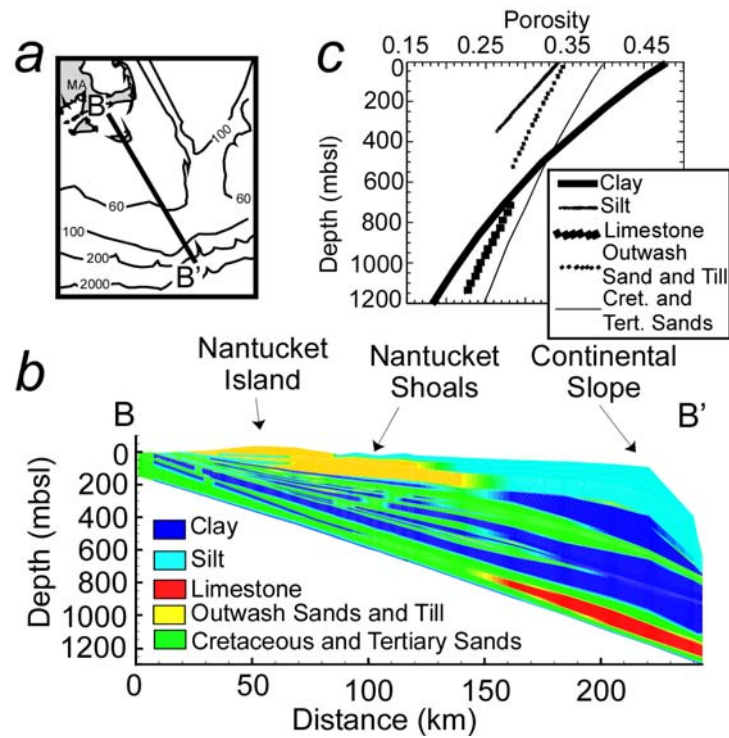 a
MA
B
B'
100
60
60
100
200
2000
c
Porosity
0.15 0.25 0.35 0.45
Depth (mbsl)
0
200
400
600
800
1000
1200
Clay
Silt
Limestone
Outwash
Sand and Till
Cret. and
Tert. Sands
b
Nantucket
Island
Nantucket
Shoals
Continental
Slope
B
B'
Depth (mbsl)
0
200
400
600
800
1000
1200
Clay
Silt
Limestone
Outwash Sands and Till
Cretaceous and Tertiary Sands
0 50 100 150 200
Distance (km)